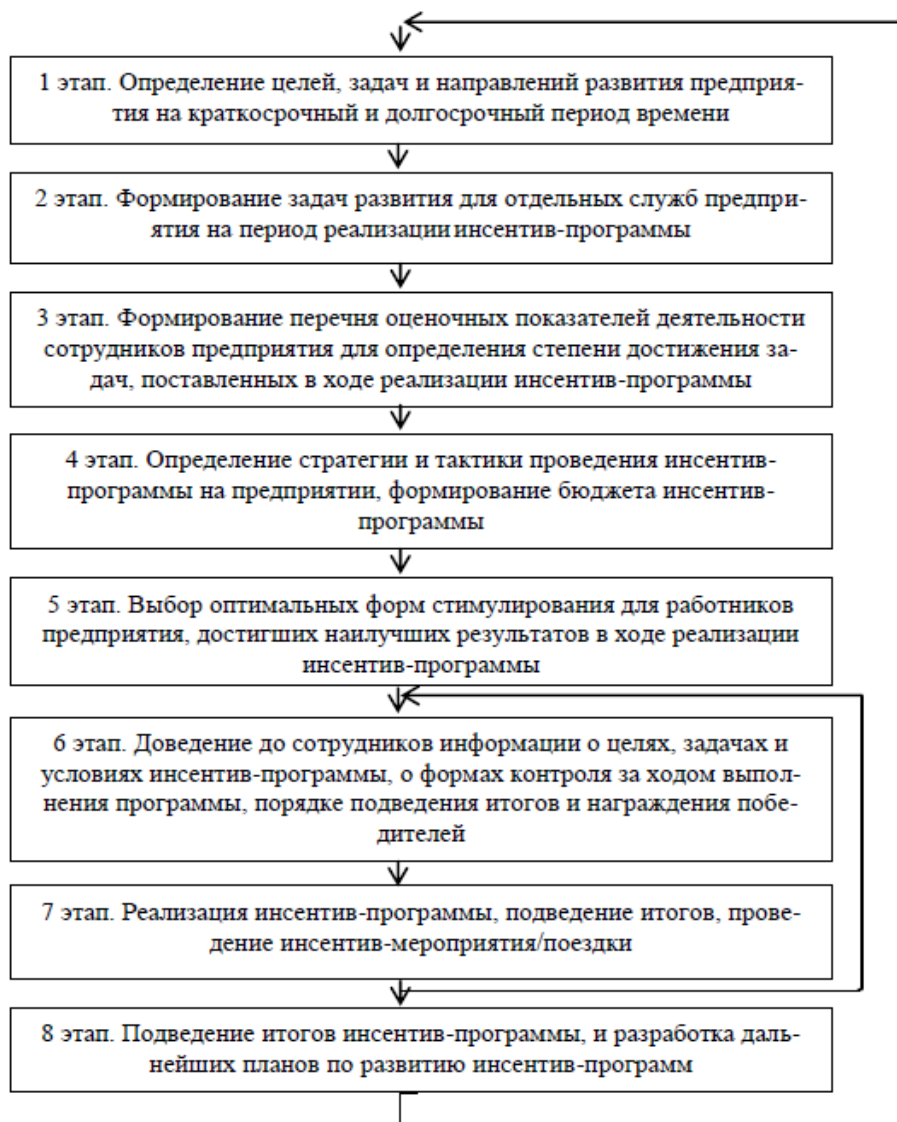 1 этап. Определение целей, задач и направлений развития предприя-
тия на краткосрочный и долгосрочный период времени
2 этап. Формирование задач развития для отдельных служб предпри-
ятия на период реализации инсентив-программы
3 этап. Формирование перечня оценочных показателей деятельности
сотрудников предприятия для определения степени достижения за-
дач, поставленных в ходе реализации инсентив-программы
4 этап. Определение стратегии и тактики проведения инсентив-
программы на предприятии, формирование бюджета инсентив-
программы
5 этап. Выбор оптимальных форм стимулирования для работников
предприятия, достигших наилучших результатов в ходе реализации
инсентив-программы
6 этап. Доведение до сотрудников информации о целях, задачах и
условиях инсентив-программы, о формах контроля за ходом выпол-
нения программы, порядке подведения итогов и награждения побе-
дителей
7 этап. Реализация инсентив-программы, подведение итогов, прове-
дение инсентив-мероприятия/поездки
8 этап. Подведение итогов инсентив-программы, и разработка даль-
нейших планов по развитию инсентив-программ